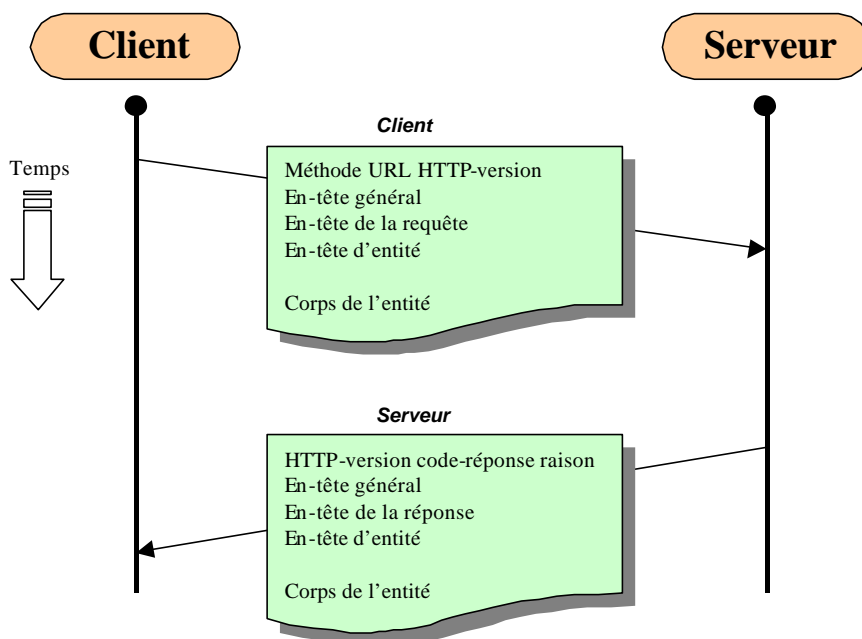 Client
Serveur
Temps
Client
Méthode URL HTTP-version
En-tête général
En-tête de la requête
En-tête d’entité
Corps de l’entité
Serveur
HTTP-version code-réponse raison
En-tête général
En-tête de la réponse
En-tête d’entité
Corps de l’entité